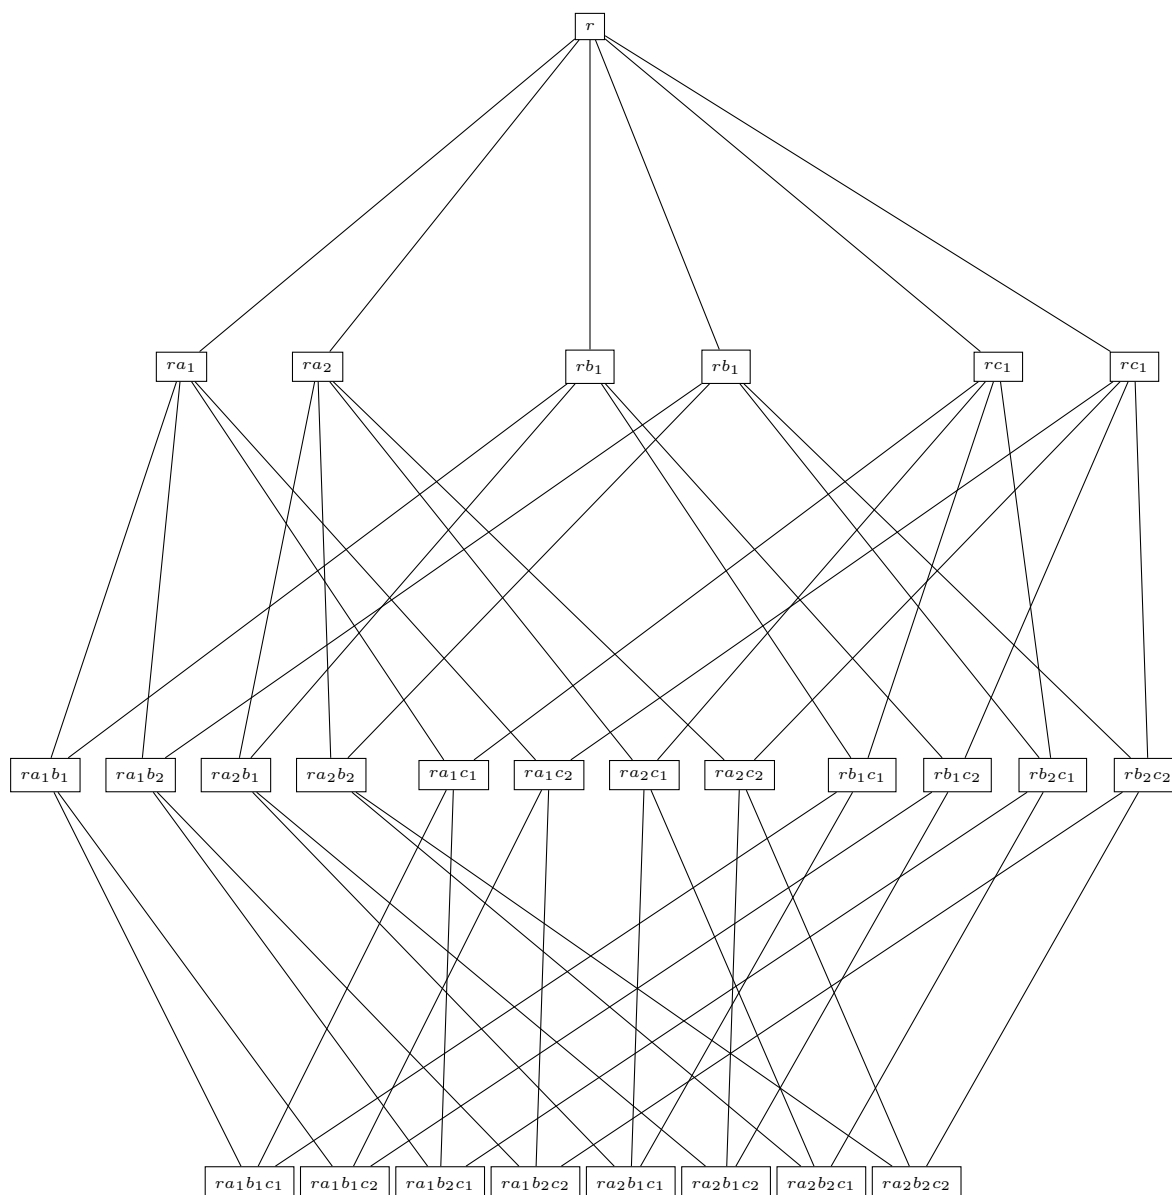 r
ra₁ ra₂ rb₁ rb₁ rc₁ rc₁
ra₁b₁ ra₁b₂ ra₂b₁ ra₂b₂ ra₁c₁ ra₁c₂ ra₂c₁ ra₂c₂ rb₁c₁ rb₁c₂ rb₂c₁ rb₂c₂
ra₁b₁c₁ ra₁b₁c₂ ra₁b₂c₁ ra₁b₂c₂ ra₂b₁c₁ ra₂b₁c₂ ra₂b₂c₁ ra₂b₂c₂